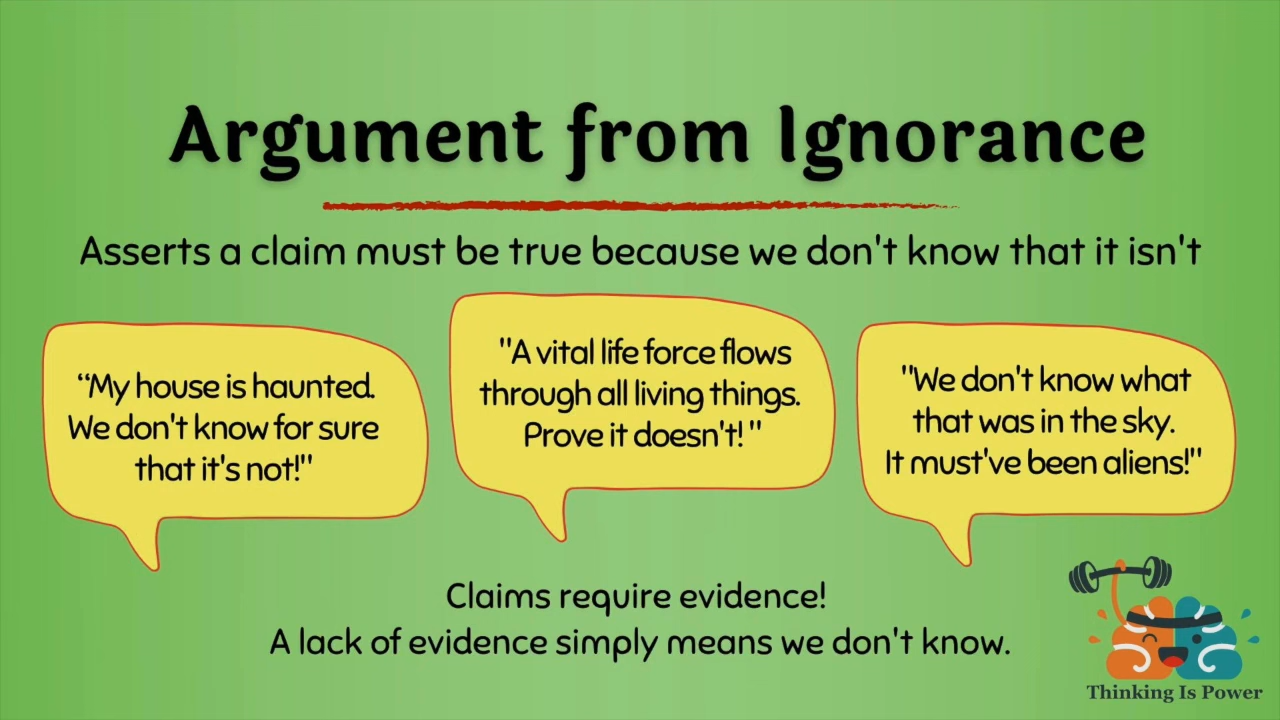 Argument from Ignorance
Asserts a claim must be true because we don't know that it isn't
“My house is haunted.
We don't know for sure
that it's not!"
"A vital life force flows
through all living things.
Prove it doesn't! "
"We don't know what
that was in the sky.
It must've been aliens!"
Claims require evidence!
A lack of evidence simply means we don't know.
Thinking Is Power